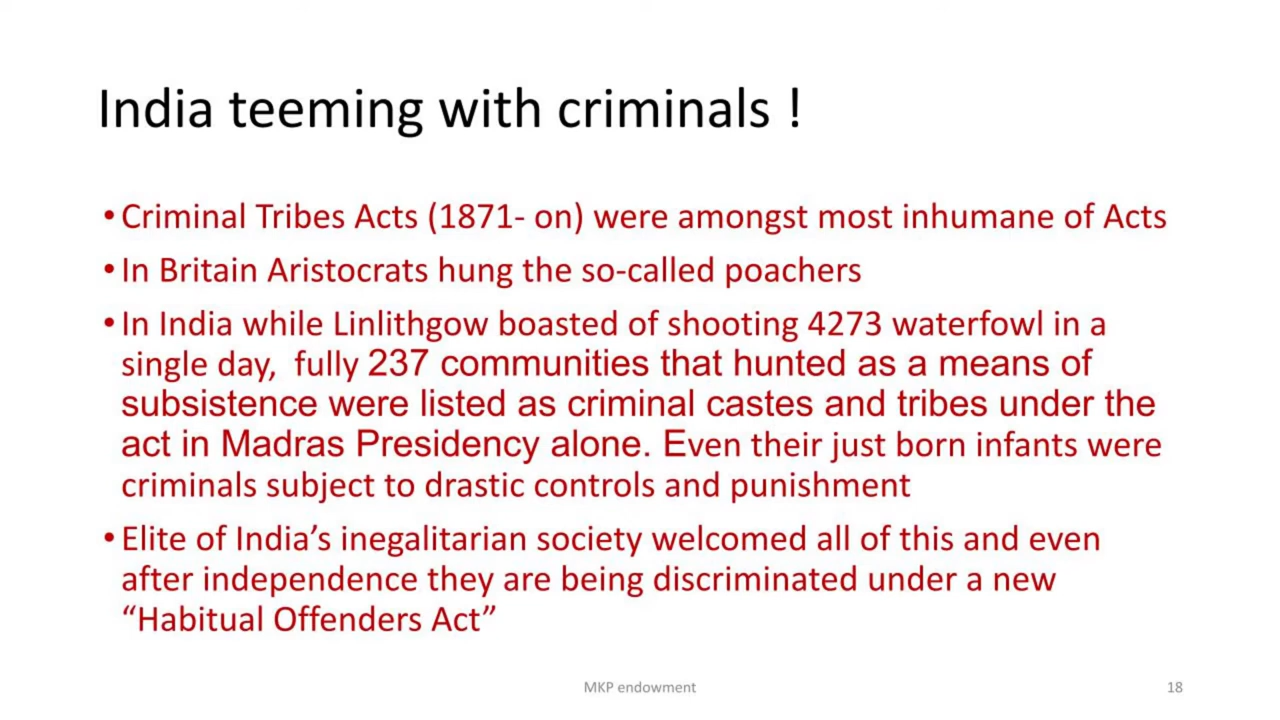 India teeming with criminals !
•Criminal Tribes Acts (1871- on) were amongst most inhumane of Acts
•In Britain Aristocrats hung the so-called poachers
•In India while Linlithgow boasted of shooting 4273 waterfowl in a
single day,  fully 237 communities that hunted as a means of
subsistence were listed as criminal castes and tribes under the
act in Madras Presidency alone. Even their just born infants were
criminals subject to drastic controls and punishment
•Elite of India’s inegalitarian society welcomed all of this and even
after independence they are being discriminated under a new
“Habitual Offenders Act”
MKP endowment
18